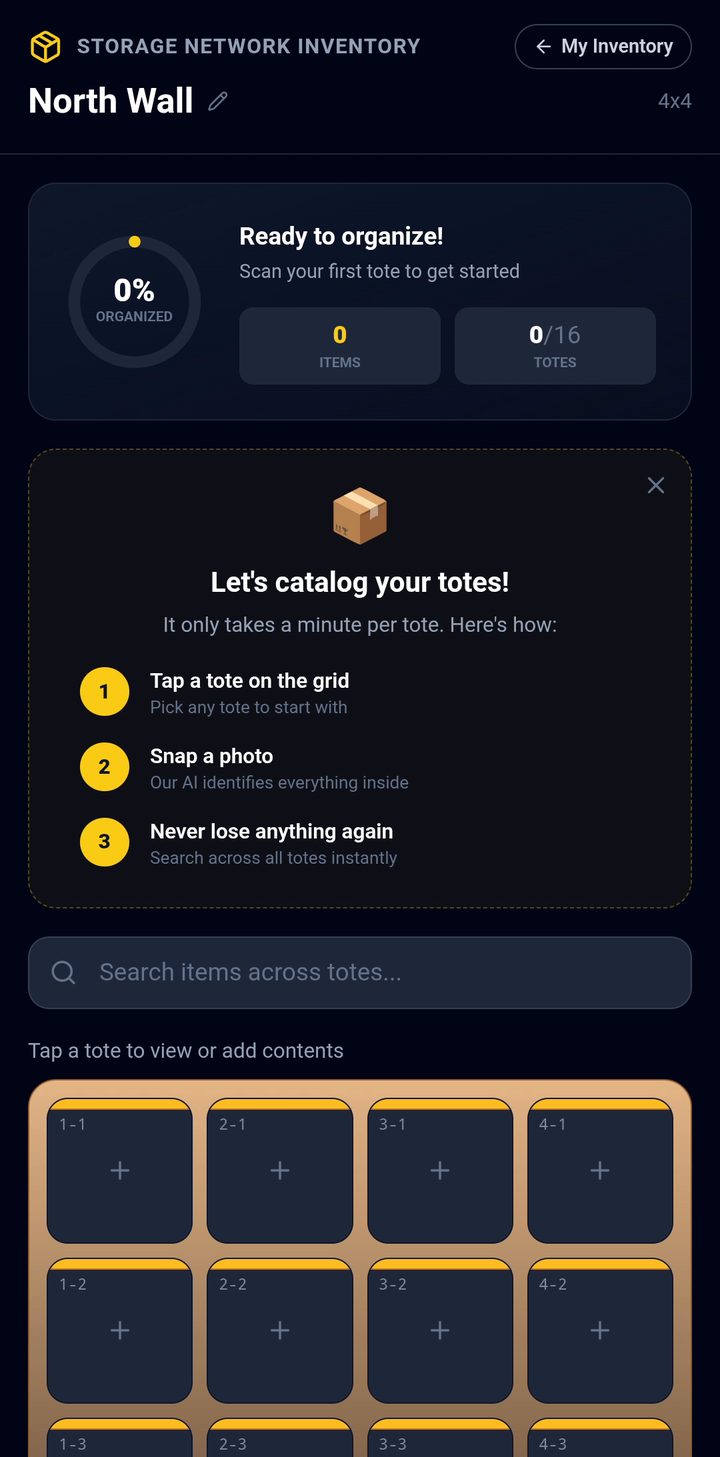 STORAGE NETWORK INVENTORY
My Inventory
North Wall
4x4
0%
ORGANIZED
Ready to organize!
Scan your first tote to get started
0
ITEMS
0/16
TOTES
Let's catalog your totes!
It only takes a minute per tote. Here's how:
1
Tap a tote on the grid
Pick any tote to start with
2
Snap a photo
Our AI identifies everything inside
3
Never lose anything again
Search across all totes instantly
Search items across totes...
Tap a tote to view or add contents
1-1 2-1 3-1 4-1
1-2 2-2 3-2 4-2
1-3 2-3 3-3 4-3